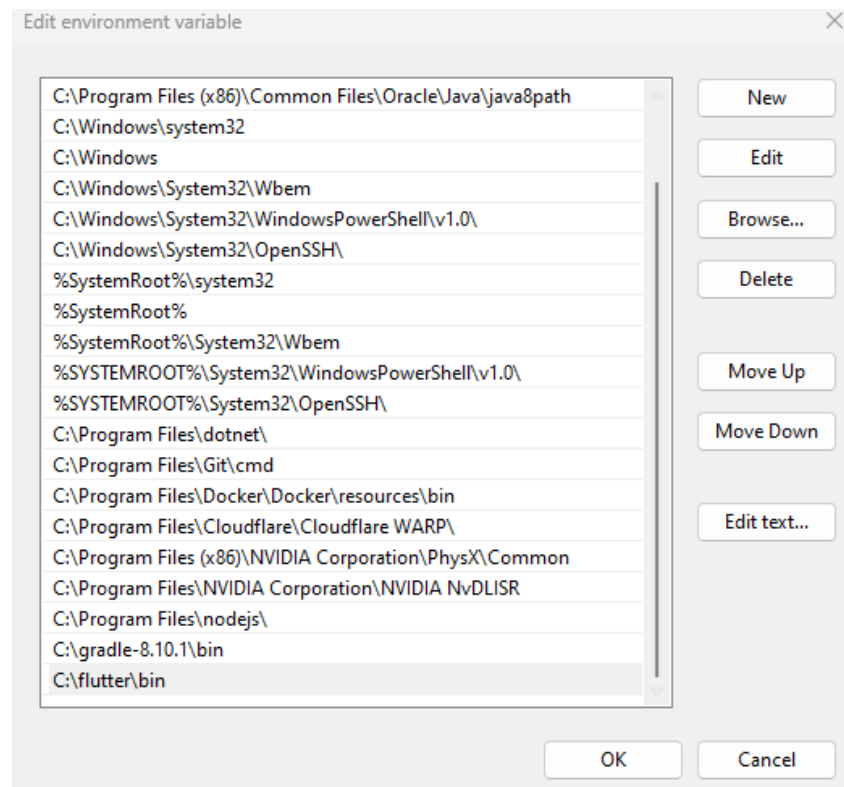 Edit environment variable
C:\Program Files (x86)\Common Files\Oracle\Java\java8path
C:\Windows\system32
C:\Windows
C:\Windows\System32\Wbem
C:\Windows\System32\WindowsPowerShell\v1.0\
C:\Windows\System32\OpenSSH\
%SystemRoot%\system32
%SystemRoot%
%SystemRoot%\System32\Wbem
%SYSTEMROOT%\System32\WindowsPowerShell\v1.0\
%SYSTEMROOT%\System32\OpenSSH\
C:\Program Files\dotnet\
C:\Program Files\Git\cmd
C:\Program Files\Docker\Docker\resources\bin
C:\Program Files\Cloudflare\Cloudflare WARP\
C:\Program Files (x86)\NVIDIA Corporation\PhysX\Common
C:\Program Files\NVIDIA Corporation\NVIDIA NvDLISR
C:\Program Files\nodejs\
C:\gradle-8.10.1\bin
C:\flutter\bin
New
Edit
Browse...
Delete
Move Up
Move Down
Edit text...
OK
Cancel